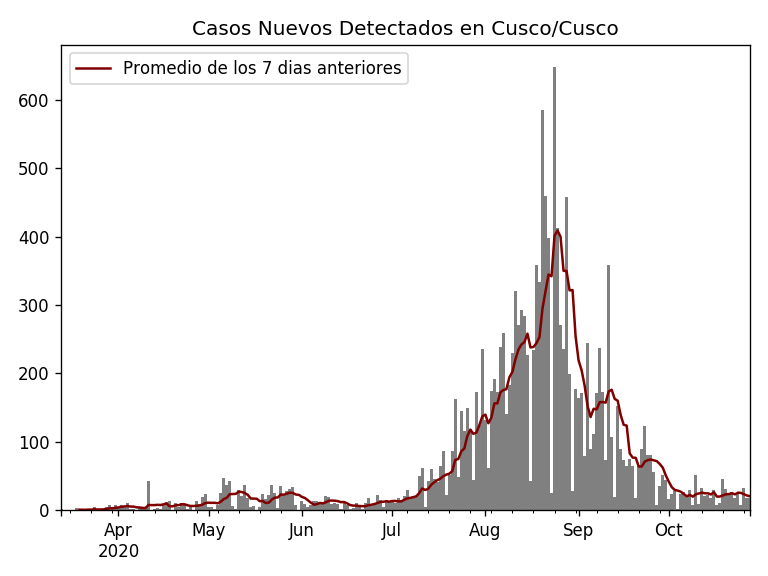 Casos Nuevos Detectados en Cusco/Cusco
Promedio de los 7 dias anteriores
600
500
400
300
200
100
0
Apr May Jun Jul Aug Sep Oct
2020